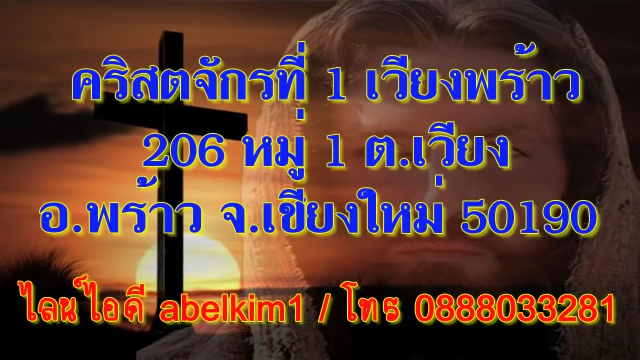 คริสตจักรที่ 1 เวียงพร้าว
206 หมู่ 1 ต.เวียง
อ.พร้าว จ.เชียงใหม่ 50190
ไลน์ไอดี abelkim1 / โทร 0888033281